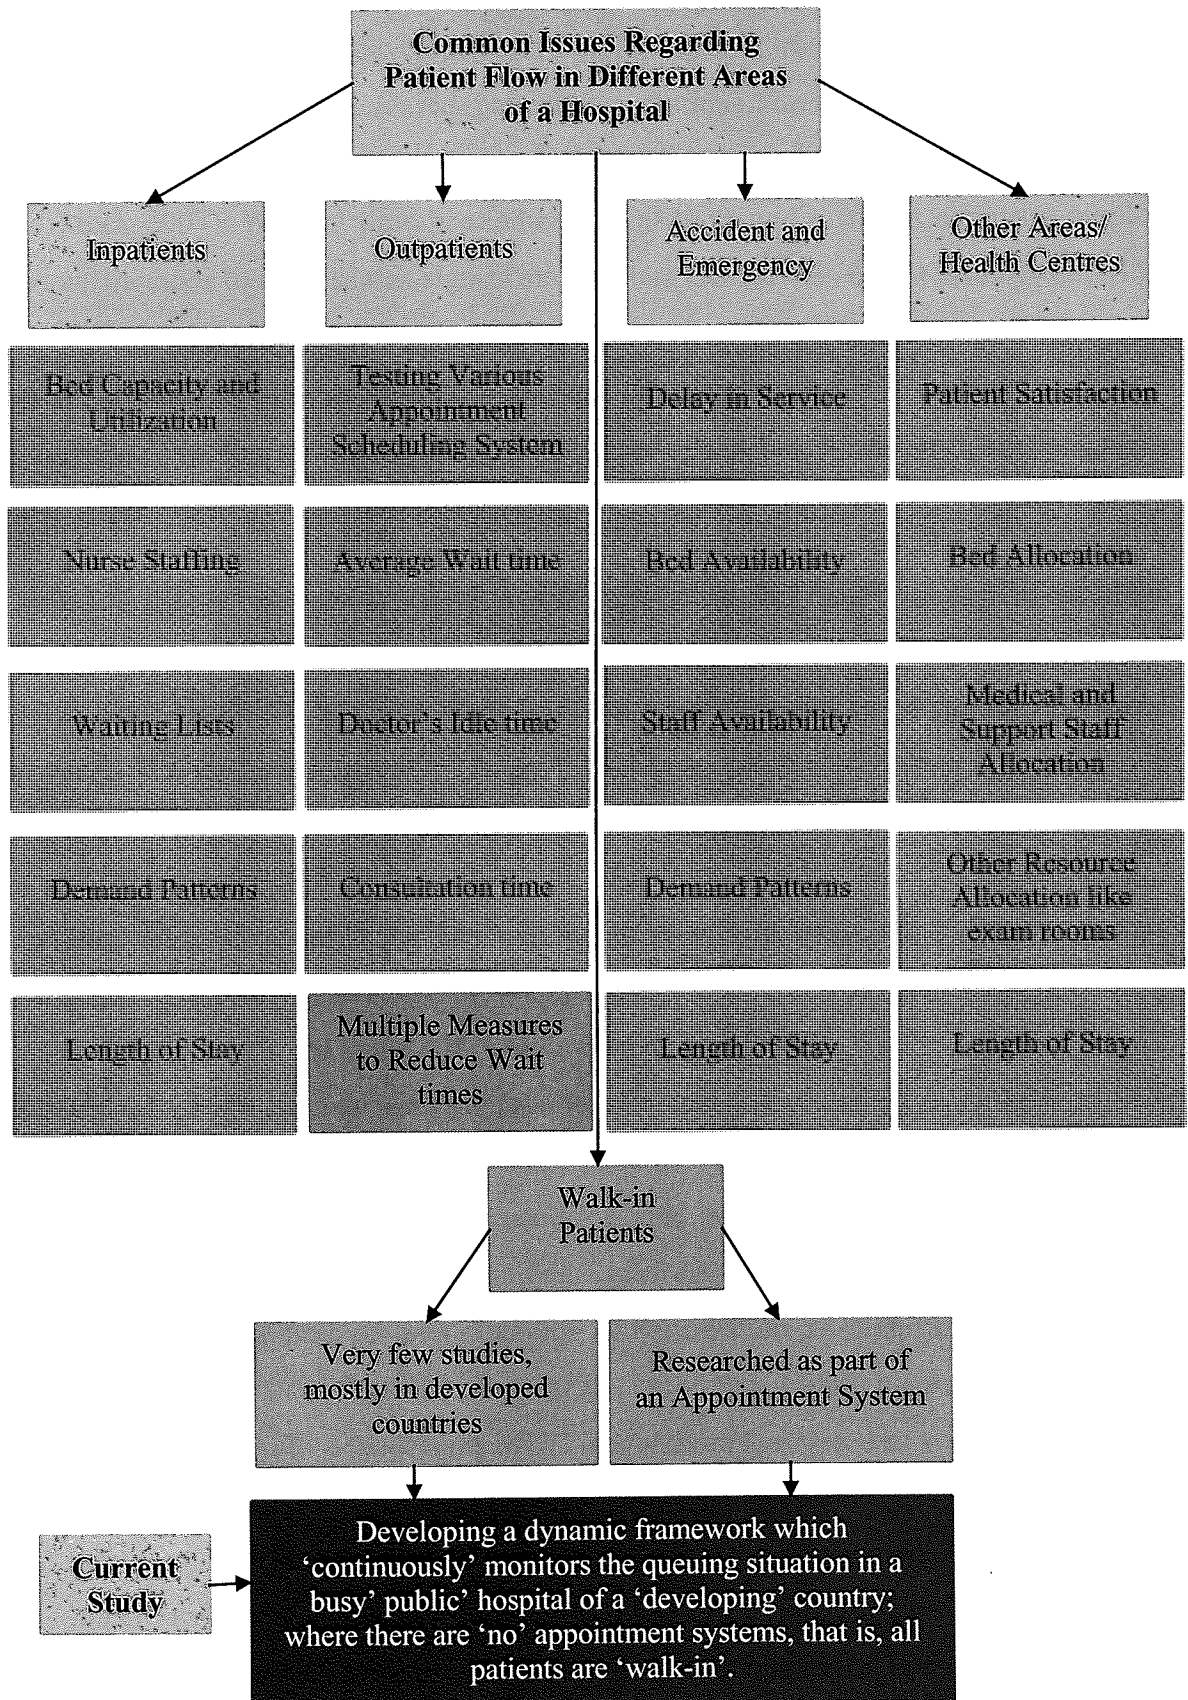 Common Issues Regarding
Patient Flow in Different Areas
of a Hospital
Inpatients
Outpatients
Accident and
Emergency
Other Areas/
Health Centres
Bed Capacity and
Utilization
Testing Various
Appointment
Scheduling System
Delay in Service
Patient Satisfaction
Nurse Staffing
Average Wait time
Bed Availability
Bed Allocation
Waiting Lists
Doctor's Idle time
Staff Availability
Medical and
Support Staff
Allocation
Demand Patterns
Consultation time
Demand Patterns
Other Resource
Allocation like
exam rooms
Length of Stay
Multiple Measures
to Reduce Wait
times
Length of Stay
Length of Stay
Walk-in
Patients
Very few studies,
mostly in developed
countries
Researched as part of
an Appointment System
Current
Study
Developing a dynamic framework which
‘continuously’ monitors the queuing situation in a
busy’ public’ hospital of a ‘developing’ country;
where there are ‘no’ appointment systems, that is, all
patients are ‘walk-in’.